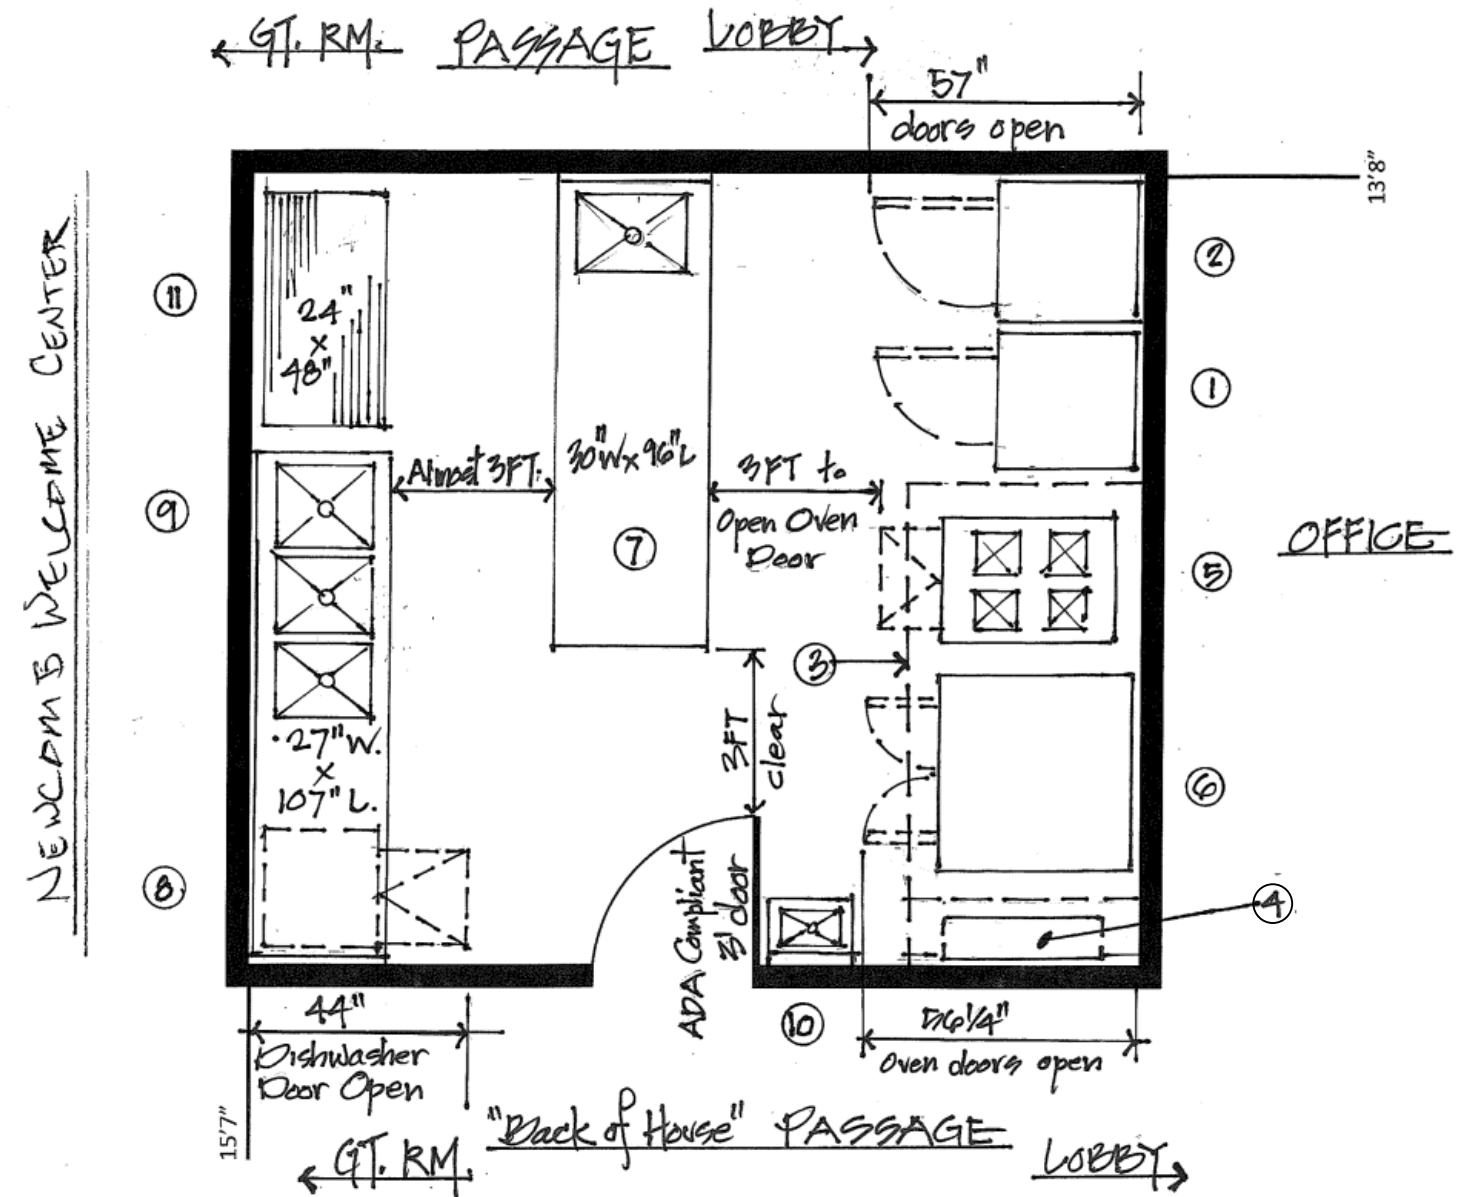 GT. RM. PASSAGE LOBBY
57"
doors open
13'8"
NEWCOMB WELCOME CENTER
2
11
24"
x
48"
1
Almost 3FT.
30"W x 96"L
3FT to
Open Oven
Door
9
7
OFFICE
5
3
3FT
clear
27"W.
x
107"L.
6
8
ADA Compliant
3' door
4
10
44"
Dishwasher
Door Open
56 1/4"
Oven doors open
15'7"
"Back of House" PASSAGE
GT. RM.
LOBBY